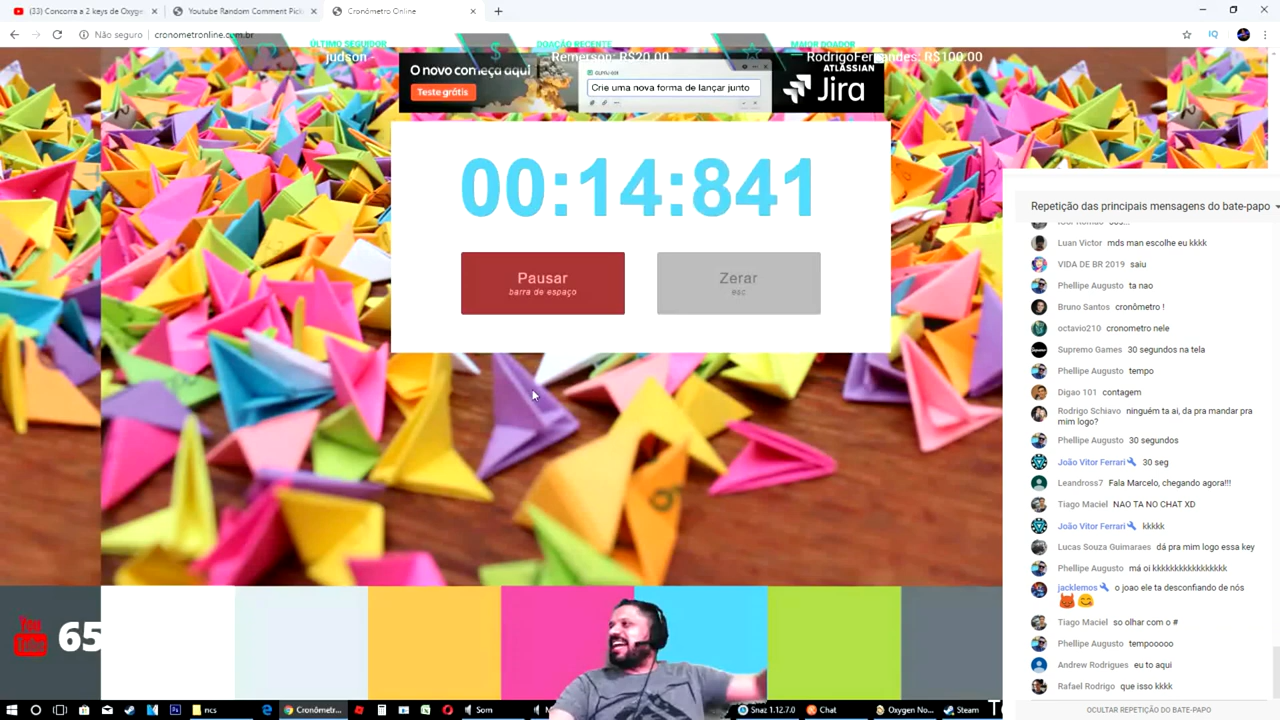 (33) Concorra a 2 keys de Oxyge
Youtube Random Comment Pick
Cronômetro Online
Não seguro | cronometronline.com.br
ÚLTIMO SEGUIDOR
judson -
DOAÇÃO RECENTE
Remerson: R$20.00
MAIOR DOADOR
RodrigoFernandes: R$100.00
O novo começa aqui
Teste grátis
Crie uma nova forma de lançar junto
ATLASSIAN
Jira
00:14:841
Pausar
barra de espaço
Zerar
esc
Repetição das principais mensagens do bate-papo
Luan Victor mds man escolhe eu kkkk
VIDA DE BR 2019 saiu
Phellipe Augusto ta nao
Bruno Santos cronômetro !
octavio210 cronometro nele
Supremo Games 30 segundos na tela
Phellipe Augusto tempo
Digao 101 contagem
Rodrigo Schiavo ninguém ta ai, da pra mandar pra
mim logo?
Phellipe Augusto 30 segundos
João Vitor Ferrari 30 seg
Leandross7 Fala Marcelo, chegando agora!!!
Tiago Maciel NAO TA NO CHAT XD
João Vitor Ferrari kkkkk
Lucas Souza Guimaraes dá pra mim logo essa key
Phellipe Augusto má oi kkkkkkkkkkkkkkkkk
jacklemos o joao ele ta desconfiando de nós
Tiago Maciel so olhar com o #
Phellipe Augusto tempooooo
Andrew Rodrigues eu to aqui
Rafael Rodrigo que isso kkkk
OCULTAR REPETIÇÃO DO BATE-PAPO
You
Tube
65
ncs
Cronômetr...
Som
Snaz 1.12.7.0
Chat
Oxygen No...
Steam